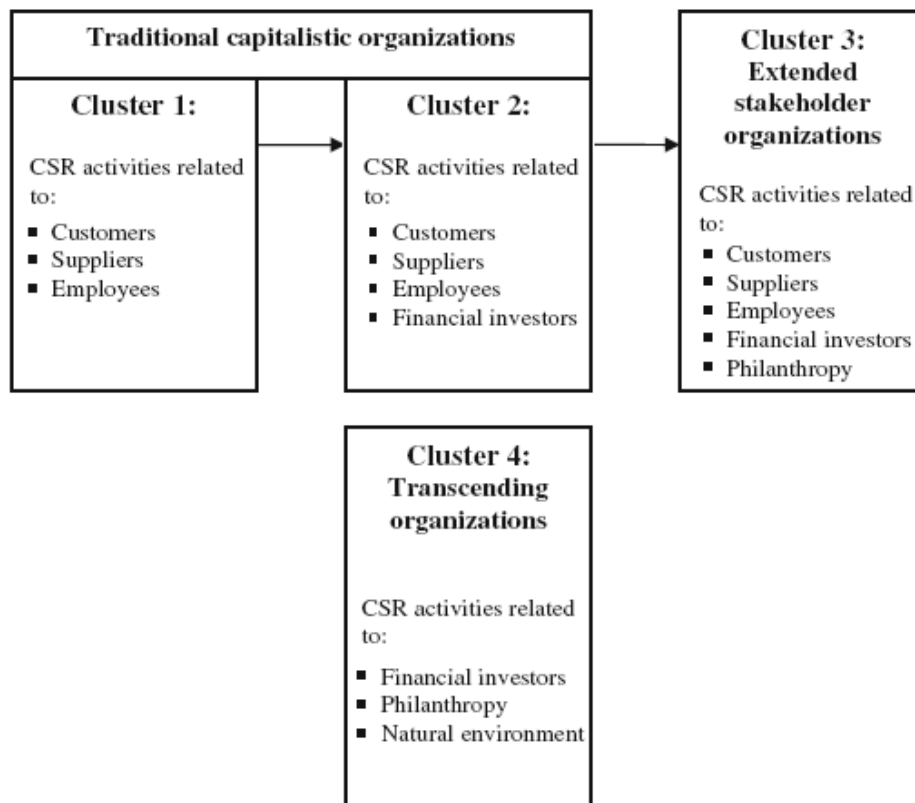 Traditional capitalistic organizations
Cluster 1:
CSR activities related
to:
▪ Customers
▪ Suppliers
▪ Employees
Cluster 2:
CSR activities related
to:
▪ Customers
▪ Suppliers
▪ Employees
▪ Financial investors
Cluster 3:
Extended
stakeholder
organizations
CSR activities related
to:
▪ Customers
▪ Suppliers
▪ Employees
▪ Financial investors
▪ Philanthropy
Cluster 4:
Transcending
organizations
CSR activities related
to:
▪ Financial investors
▪ Philanthropy
▪ Natural environment